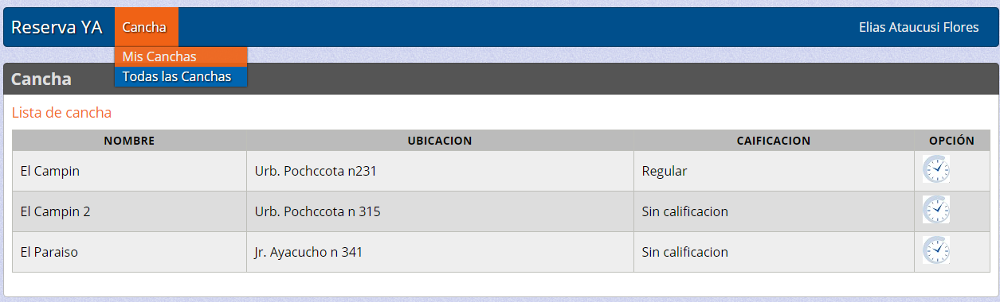 Reserva YA Cancha Elias Ataucusi Flores
Mis Canchas
Todas las Canchas
Cancha
Lista de cancha
NOMBRE UBICACION CAIFICACION OPCIÓN
El Campin Urb. Pochccota n231 Regular
El Campin 2 Urb. Pochccota n 315 Sin calificacion
El Paraiso Jr. Ayacucho n 341 Sin calificacion